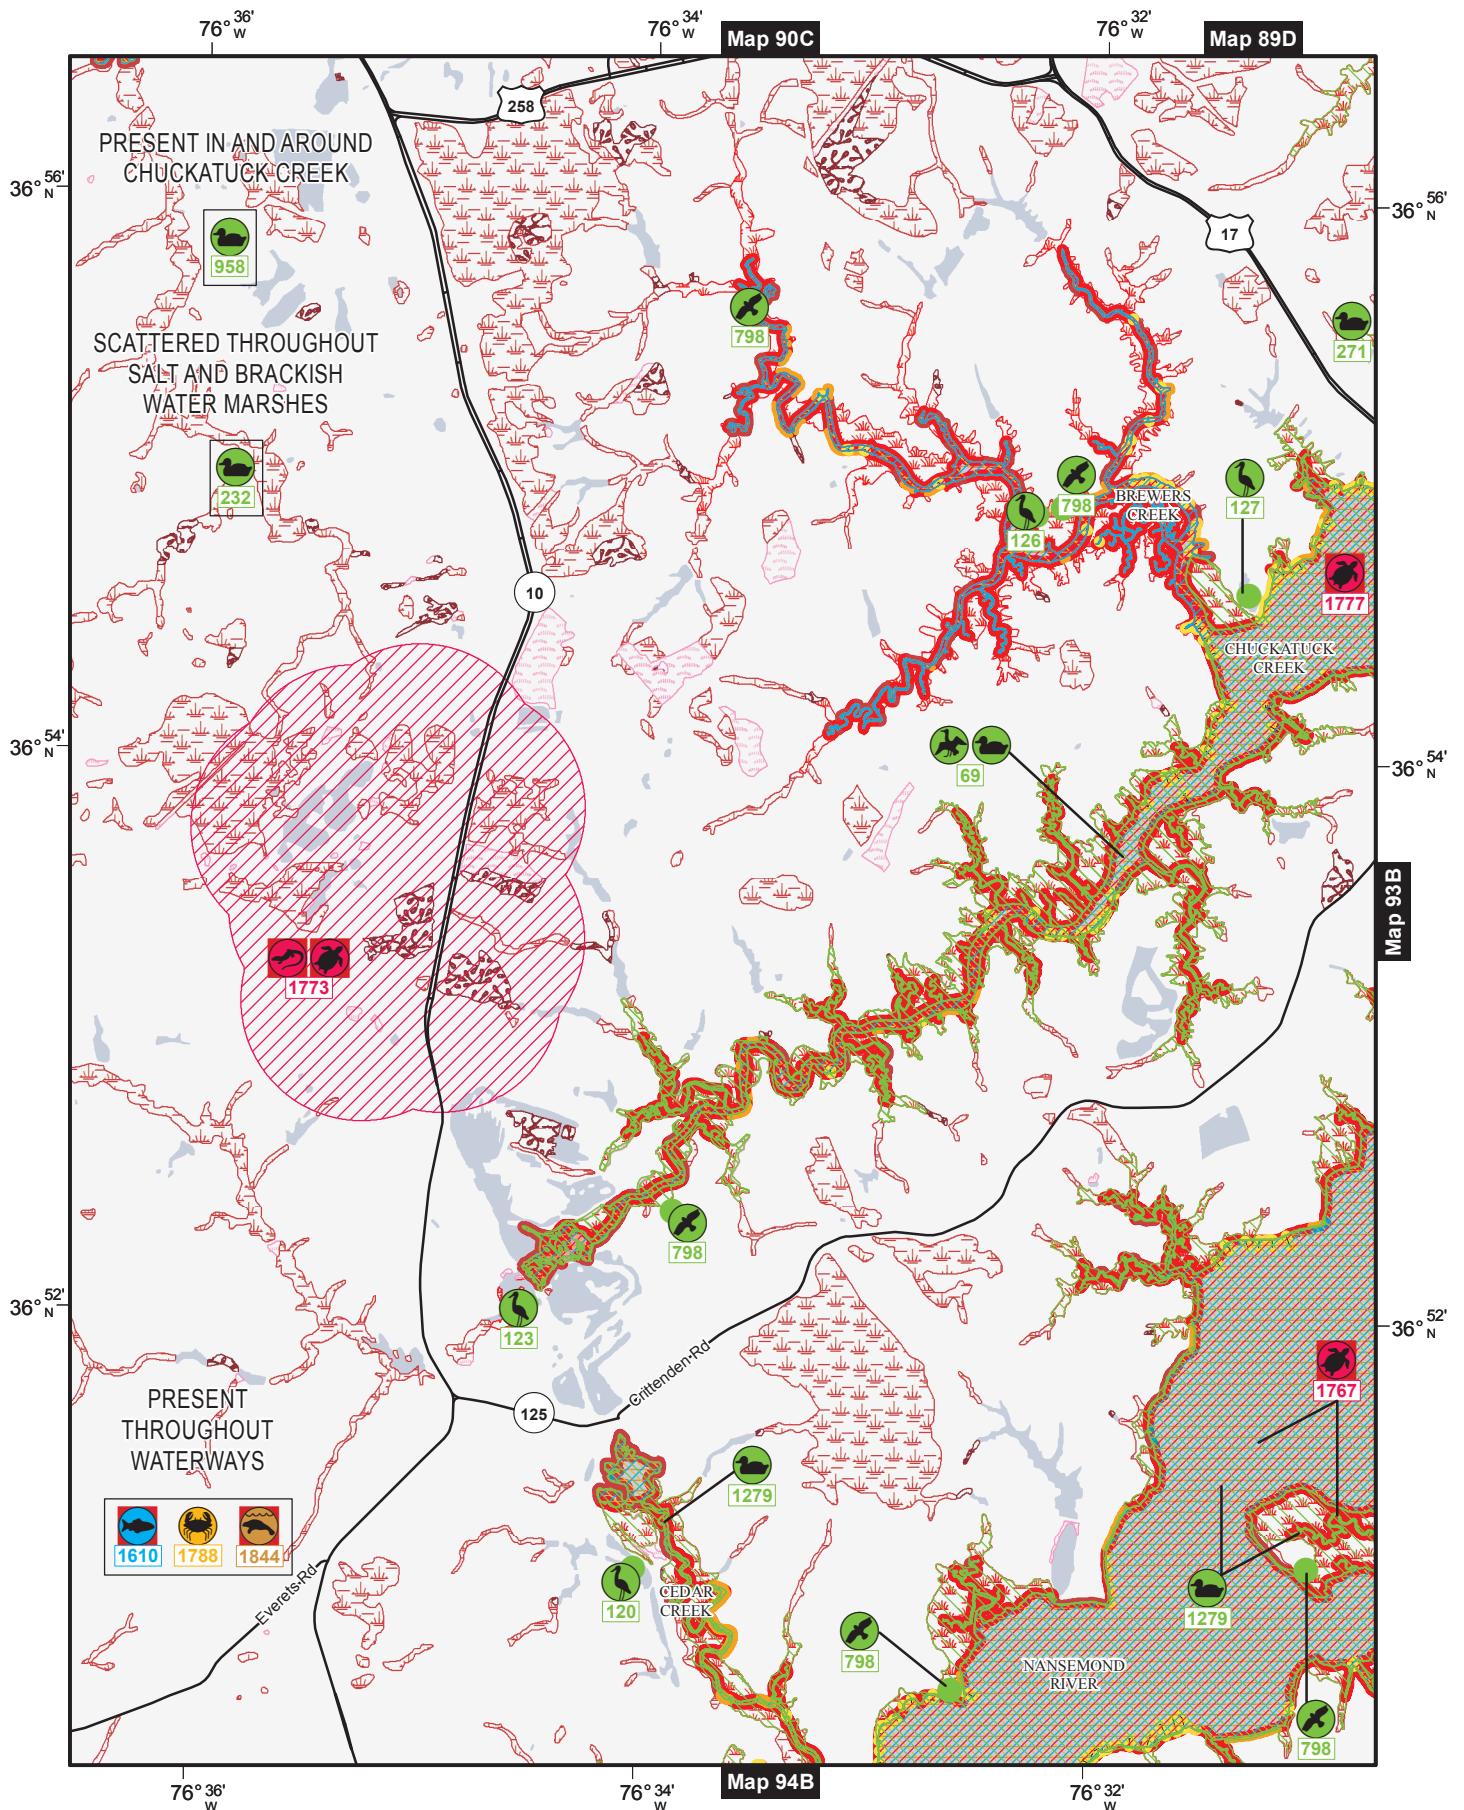 76° 36' W
76° 34' W
Map 90C
76° 32' W
Map 89D
258
PRESENT IN AND AROUND
CHUCKATUCK CREEK
36° 56' N
36° 56' N
958
17
SCATTERED THROUGHOUT
SALT AND BRACKISH
WATER MARSHES
798
271
232
798
BREWERS
CREEK
127
126
10
1777
CHUCKATUCK
CREEK
36° 54' N
36° 54' N
69
Map 93B
1773
798
36° 52' N
36° 52' N
123
Crittenden Rd
1767
PRESENT
THROUGHOUT
WATERWAYS
125
1279
1610
1788
1844
Everets Rd
120
CEDAR
CREEK
1279
798
NANSEMOND
RIVER
798
76° 36' W
76° 34' W
Map 94B
76° 32' W